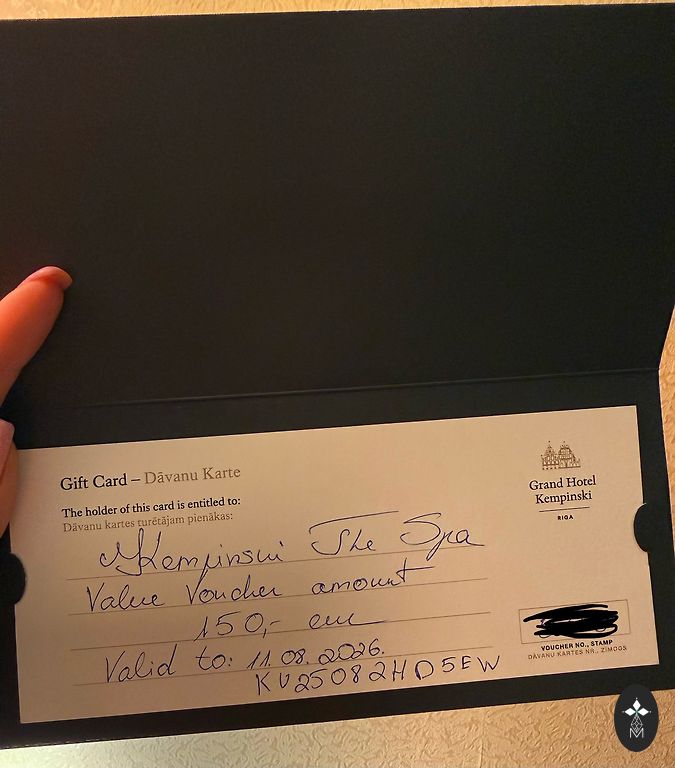 Gift Card – Dāvanu Karte
Grand Hotel
Kempinski
RIGA
The holder of this card is entitled to:
Dāvanu kartes turētājam pienākas:
Kempinski The Spa
Value Voucher amount
150,- eur
Valid to: 11.08.2026.
KV25082HD5EW
VOUCHER NO., STAMP
DĀVANU KARTES NR., ZĪMOGS
M